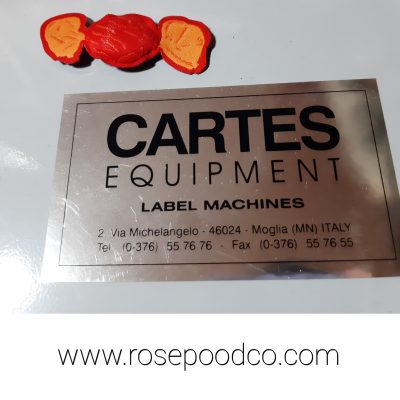 CARTES
EQUIPMENT
LABEL MACHINES
2, Via Michelangelo - 46024 - Moglia (MN) ITALY
Tel. (0-376) 55 76 76 - Fax (0-376) 55 76 55
www.rosepoodco.com